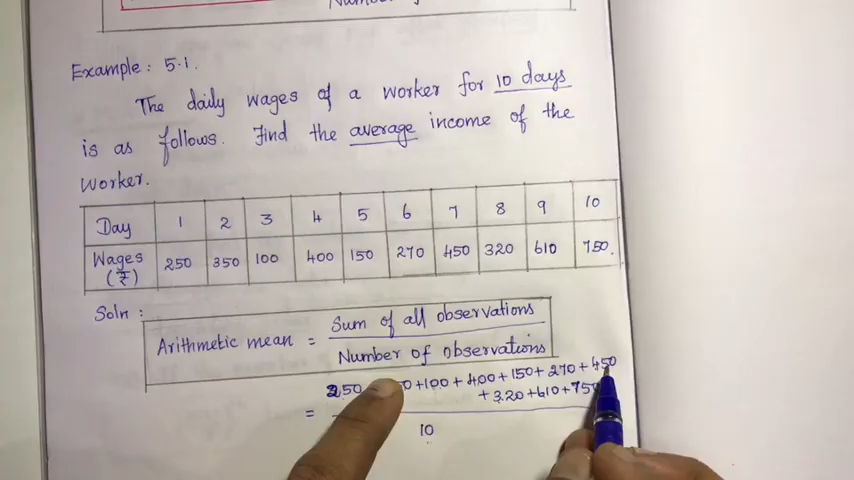 Example: 5.1.
The daily wages of a worker for 10 days
is as follows. Find the average income of the
worker.
Day 1 2 3 4 5 6 7 8 9 10
Wages (₹) 250 350 100 400 150 270 450 320 610 750.
Soln :
Arithmetic mean = Sum of all observations
Number of observations
= 250 +100 + 400 + 150 + 270 + 450
+ 320 + 610 + 750
10